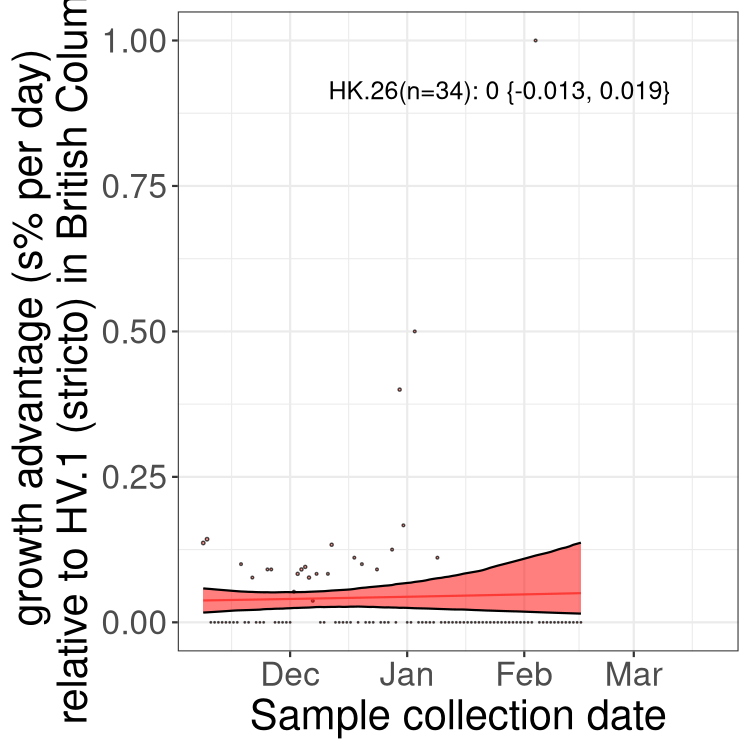 growth advantage (s% per day)
relative to HV.1 (stricto) in British Colum
1.00
0.75
0.50
0.25
0.00
HK.26(n=34): 0 {-0.013, 0.019}
Dec
Jan
Feb
Mar
Sample collection date